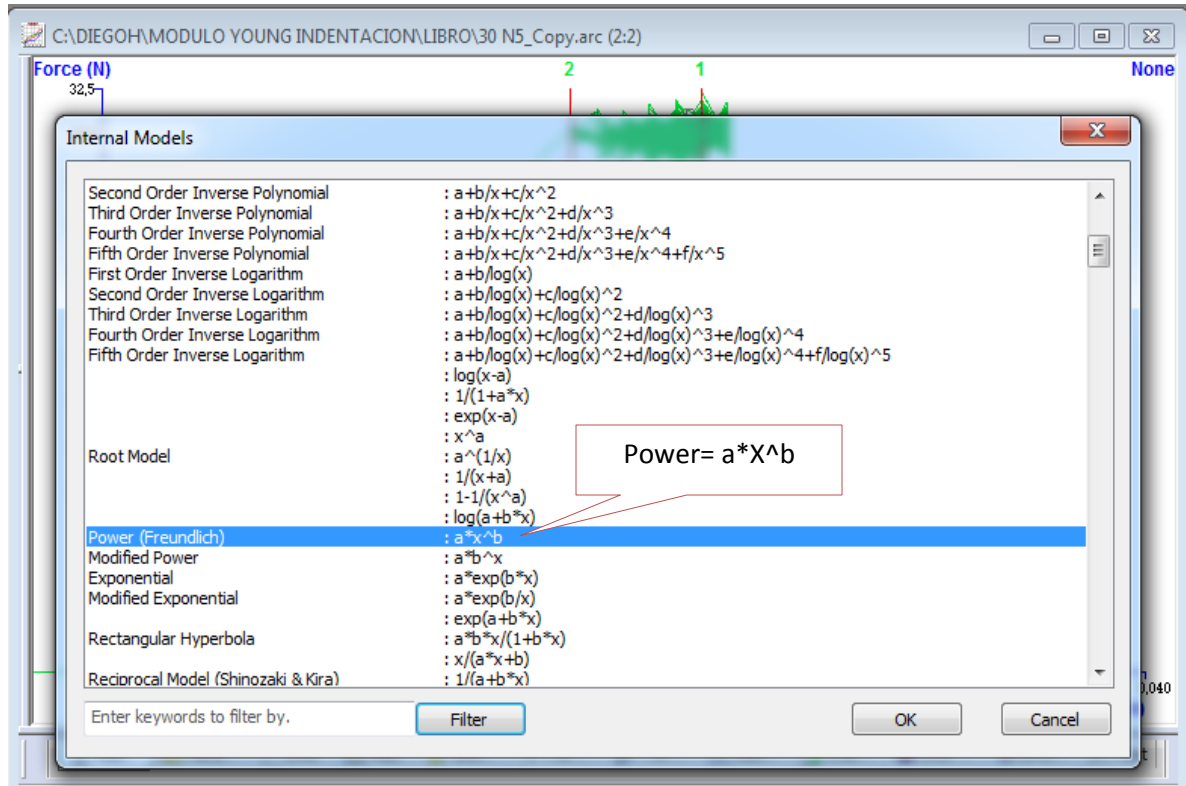 C:\DIEGOH\MODULO YOUNG INDENTACION\LIBRO\30 N5_Copy.arc (2:2)
Force (N) 2 1 None
32,5
Internal Models
Second Order Inverse Polynomial : a+b/x+c/x^2
Third Order Inverse Polynomial : a+b/x+c/x^2+d/x^3
Fourth Order Inverse Polynomial : a+b/x+c/x^2+d/x^3+e/x^4
Fifth Order Inverse Polynomial : a+b/x+c/x^2+d/x^3+e/x^4+f/x^5
First Order Inverse Logarithm : a+b/log(x)
Second Order Inverse Logarithm : a+b/log(x)+c/log(x)^2
Third Order Inverse Logarithm : a+b/log(x)+c/log(x)^2+d/log(x)^3
Fourth Order Inverse Logarithm : a+b/log(x)+c/log(x)^2+d/log(x)^3+e/log(x)^4
Fifth Order Inverse Logarithm : a+b/log(x)+c/log(x)^2+d/log(x)^3+e/log(x)^4+f/log(x)^5
: log(x-a)
: 1/(1+a*x)
: exp(x-a)
: x^a
Root Model : a^(1/x)
Power= a*X^b
: 1/(x+a)
: 1-1/(x^a)
: log(a+b*x)
Power (Freundlich) : a*x^b
Modified Power : a*b^x
Exponential : a*exp(b*x)
Modified Exponential : a*exp(b/x)
: exp(a+b*x)
Rectangular Hyperbola : a*b*x/(1+b*x)
: x/(a*x+b)
Reciprocal Model (Shinozaki & Kira) : 1/(a+b*x)
0,040
Enter keywords to filter by. Filter OK Cancel